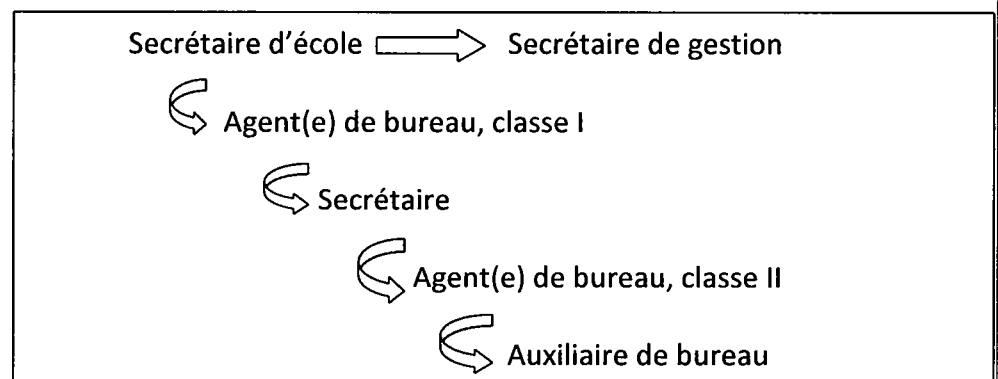 Secrétaire d'école Secrétaire de gestion
Agent(e) de bureau, classe I
Secrétaire
Agent(e) de bureau, classe II
Auxiliaire de bureau